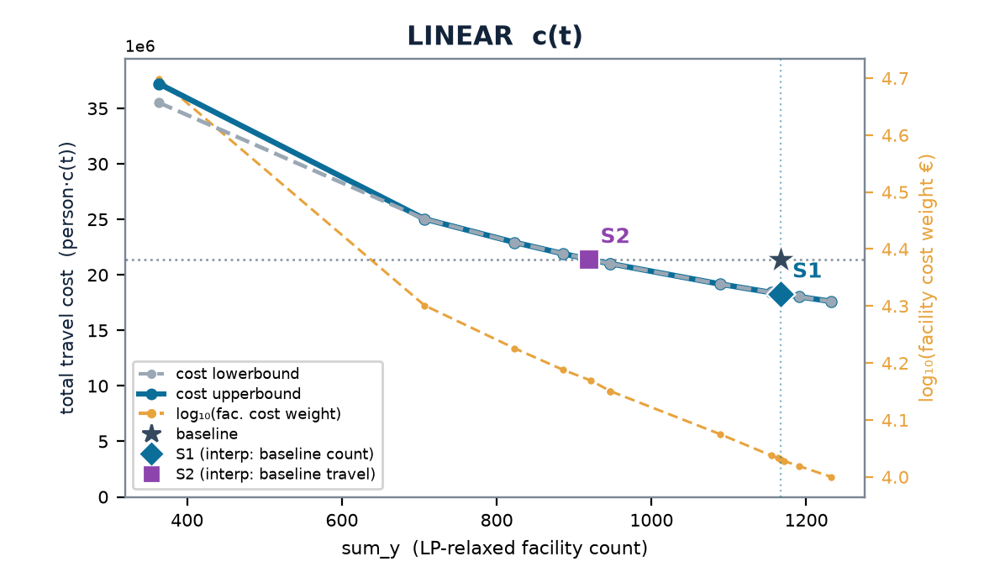 LINEAR c(t)
1e6
35
30
25
20
15
10
5
0
total travel cost (person·c(t))
4.7
4.6
4.5
4.4
4.3
4.2
4.1
4.0
log₁₀(facility cost weight €)
S2
S1
cost lowerbound
cost upperbound
log₁₀(fac. cost weight)
baseline
S1 (interp: baseline count)
S2 (interp: baseline travel)
400
600
800
1000
1200
sum_y (LP-relaxed facility count)